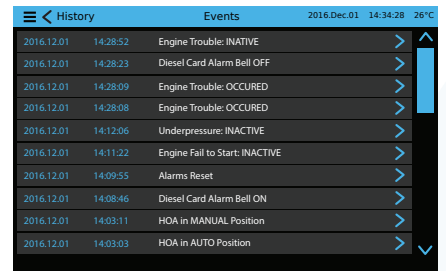 History Events 2016.Dec.01 14:34:28 26°C
2016.12.01 14:28:52 Engine Trouble: INATIVE
2016.12.01 14:28:23 Diesel Card Alarm Bell OFF
2016.12.01 14:28:09 Engine Trouble: OCCURED
2016.12.01 14:28:08 Engine Trouble: OCCURED
2016.12.01 14:12:06 Underpressure: INACTIVE
2016.12.01 14:11:22 Engine Fail to Start: INACTIVE
2016.12.01 14:09:55 Alarms Reset
2016.12.01 14:08:46 Diesel Card Alarm Bell ON
2016.12.01 14:03:11 HOA in MANUAL Position
2016.12.01 14:03:03 HOA in AUTO Position